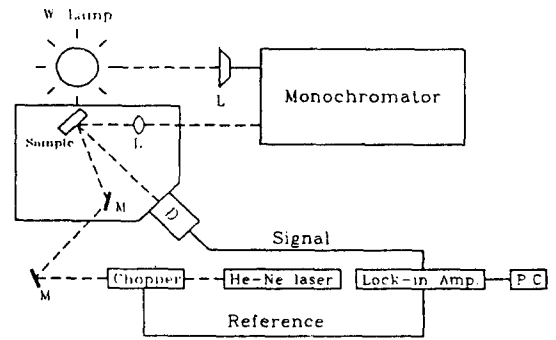 W Lamp
L
Monochromator
Sample
L
M
D
Signal
M
Chopper
He-Ne laser
Lock-in Amp.
PC
Reference